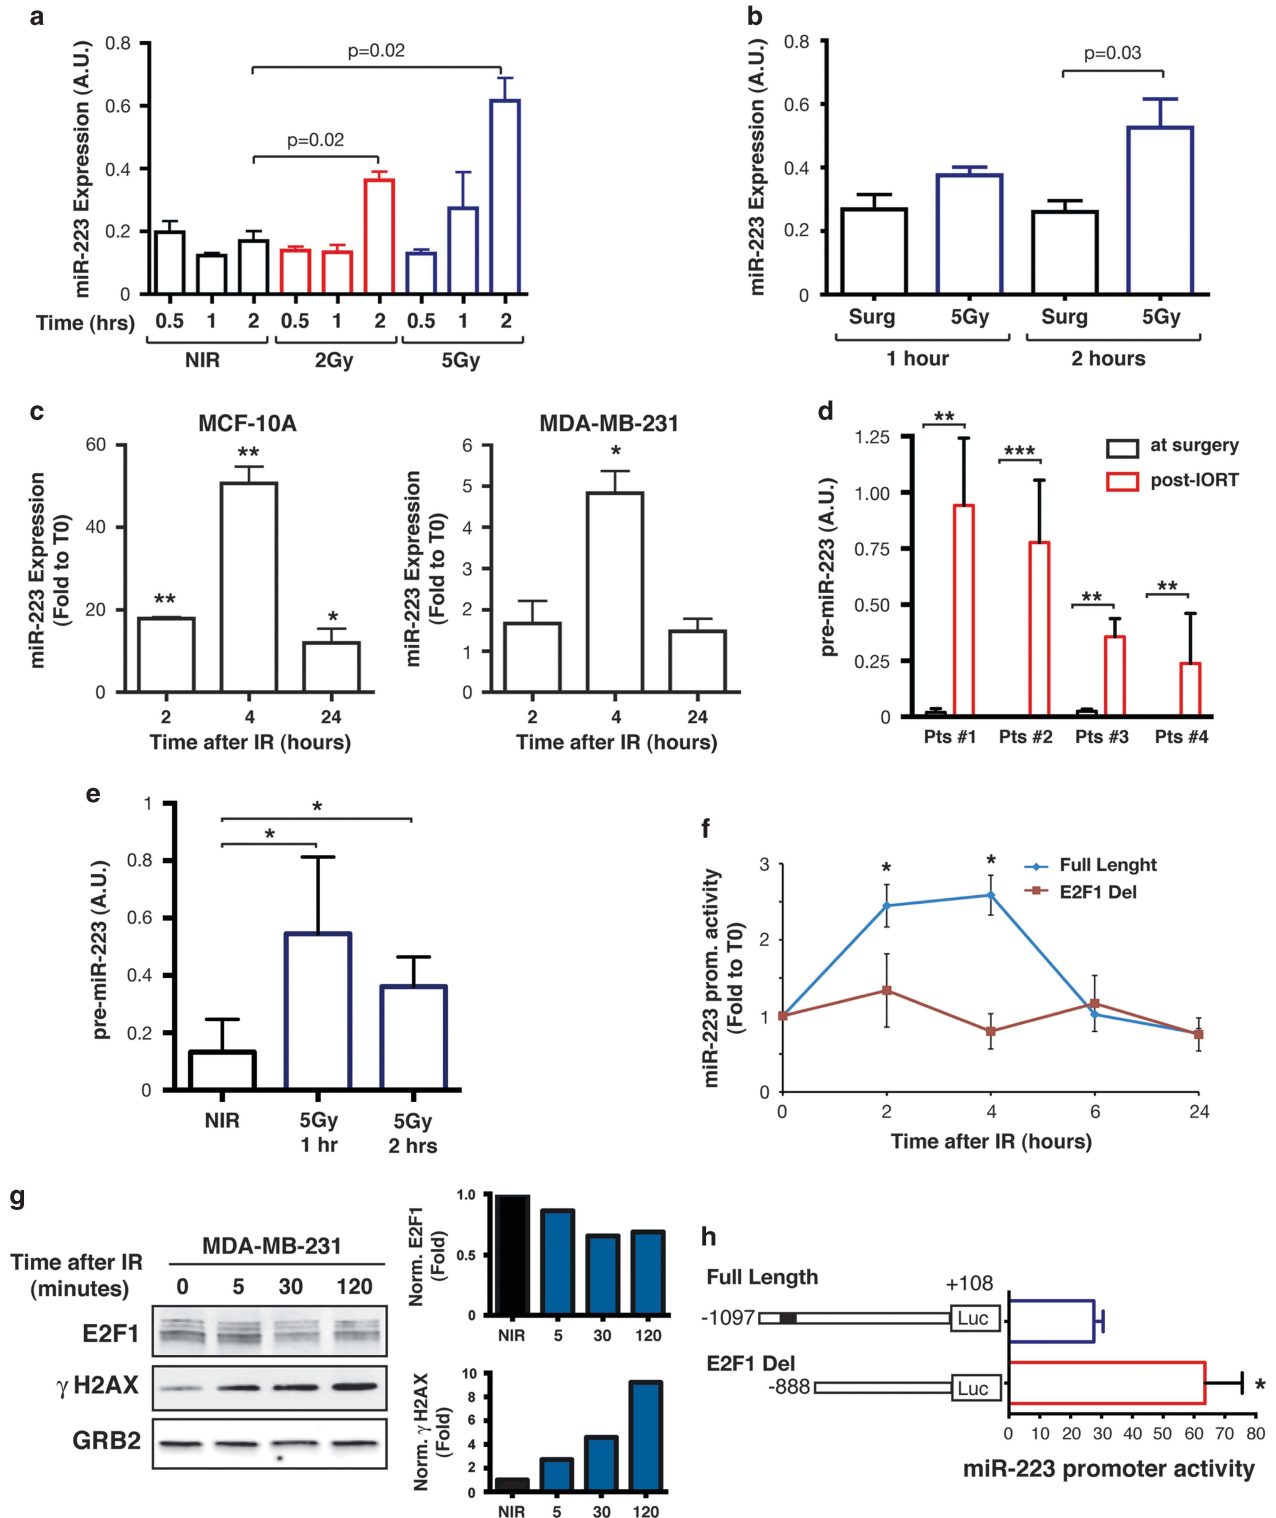 a
miR-223 Expression (A.U.)
0.8
0.6
0.4
0.2
0
p=0.02
p=0.02
Time (hrs)
0.5 1 2 0.5 1 2 0.5 1 2
NIR 2Gy 5Gy
b
miR-223 Expression (A.U.)
0.8
0.6
0.4
0.2
0
p=0.03
Surg 5Gy Surg 5Gy
1 hour 2 hours
c
MCF-10A
miR-223 Expression
(Fold to T0)
60
40
20
0
** ** *
2 4 24
Time after IR (hours)
MDA-MB-231
miR-223 Expression
(Fold to T0)
6
5
4
3
2
1
0
*
2 4 24
Time after IR (hours)
d
pre-miR-223 (A.U.)
1.25
1.00
0.75
0.50
0.25
0
** *** ** **
at surgery
post-IORT
Pts #1 Pts #2 Pts #3 Pts #4
e
pre-miR-223 (A.U.)
1
0.8
0.6
0.4
0.2
0
*
*
NIR 5Gy 5Gy
1 hr 2 hrs
f
miR-223 prom. activity
(Fold to T0)
3
2
1
0
* *
Full Lenght
E2F1 Del
0 2 4 6 24
Time after IR (hours)
g
MDA-MB-231
Time after IR
(minutes)
0 5 30 120
E2F1
γ H2AX
GRB2
Norm. E2F1
(Fold)
1.0
0.5
0
NIR 5 30 120
Norm. γ H2AX
(Fold)
10
8
6
4
2
0
NIR 5 30 120
h
Full Length
+108
-1097
Luc
E2F1 Del
-888
Luc
*
0 10 20 30 40 50 60 70 80
miR-223 promoter activity